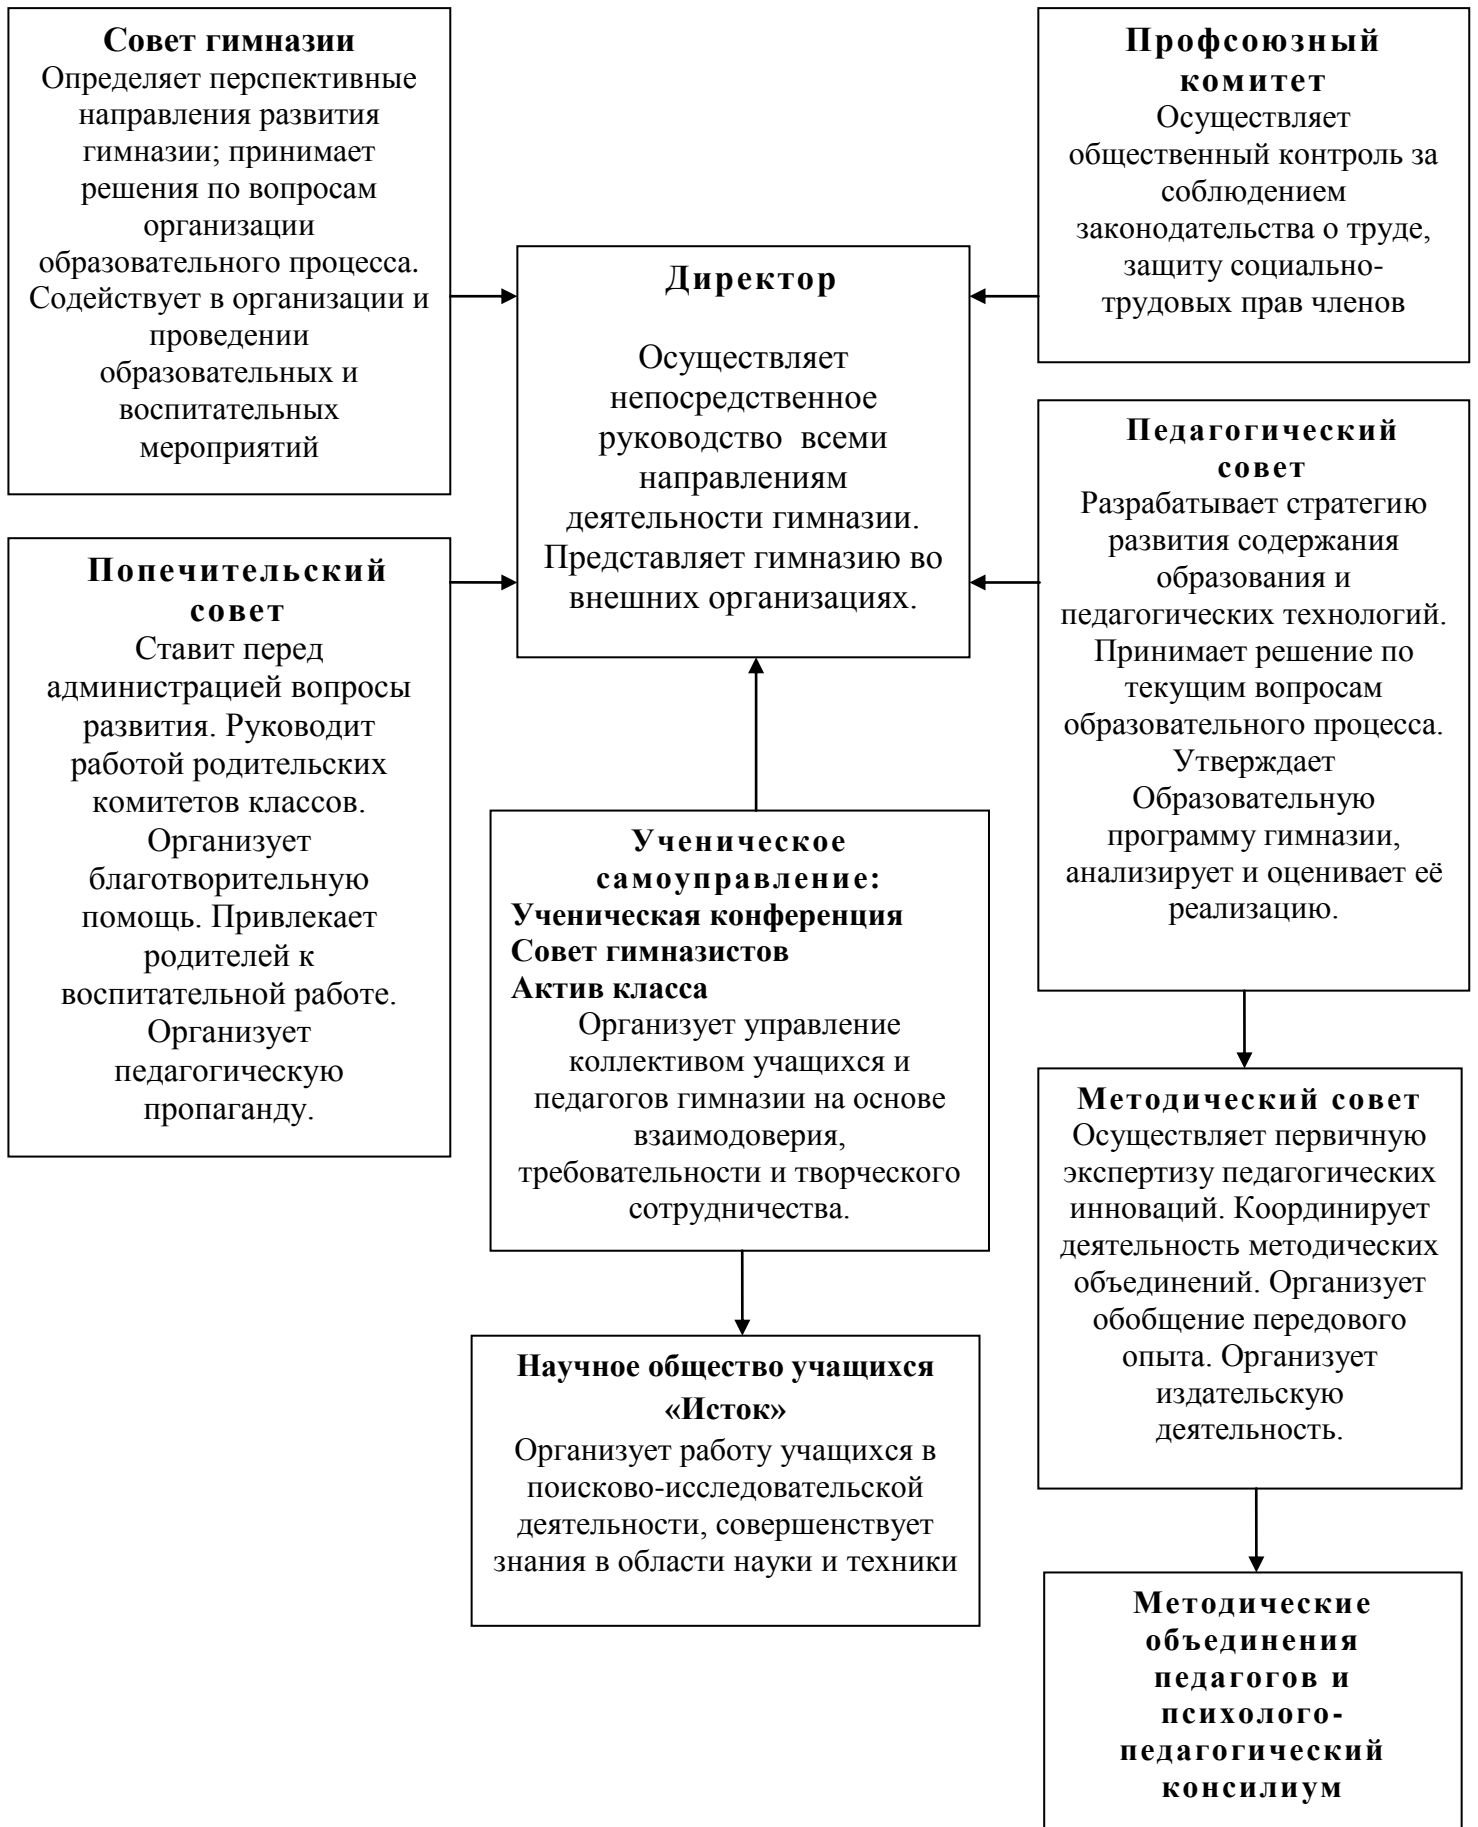 Совет гимназии
Определяет перспективные
направления развития
гимназии; принимает
решения по вопросам
организации
образовательного процесса.
Содействует в организации и
проведении
образовательных и
воспитательных
мероприятий
Профсоюзный
комитет
Осуществляет
общественный контроль за
соблюдением
законодательства о труде,
защиту социально-
трудовых прав членов
Директор
Осуществляет
непосредственное
руководство всеми
направлениям
деятельности гимназии.
Представляет гимназию во
внешних организациях.
Попечительский
совет
Ставит перед
администрацией вопросы
развития. Руководит
работой родительских
комитетов классов.
Организует
благотворительную
помощь. Привлекает
родителей к
воспитательной работе.
Организует
педагогическую
пропаганду.
Педагогический
совет
Разрабатывает стратегию
развития содержания
образования и
педагогических технологий.
Принимает решение по
текущим вопросам
образовательного процесса.
Утверждает
Образовательную
программу гимназии,
анализирует и оценивает её
реализацию.
Ученическое
самоуправление:
Ученическая конференция
Совет гимназистов
Актив класса
Организует управление
коллективом учащихся и
педагогов гимназии на основе
взаимодоверия,
требовательности и творческого
сотрудничества.
Методический совет
Осуществляет первичную
экспертизу педагогических
инноваций. Координирует
деятельность методических
объединений. Организует
обобщение передового
опыта. Организует
издательскую
деятельность.
Научное общество учащихся
«Исток»
Организует работу учащихся в
поисково-исследовательской
деятельности, совершенствует
знания в области науки и техники
Методические
объединения
педагогов и
психолого-
педагогический
консилиум